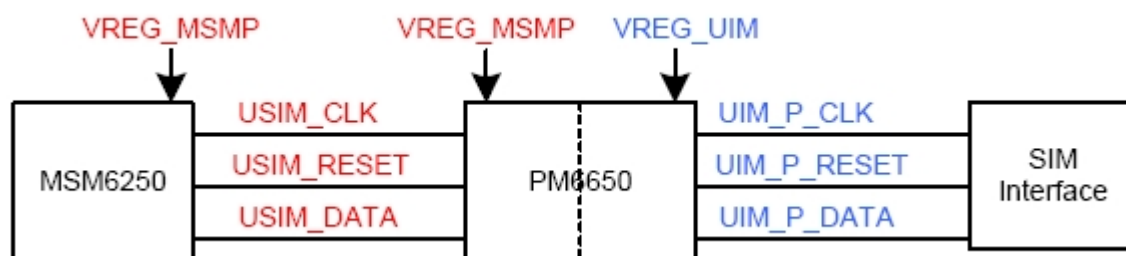 VREG_MSMP VREG_MSMP VREG_UIM
USIM_CLK UIM_P_CLK
USIM_RESET UIM_P_RESET
MSM6250 PM6650 SIM
Interface
USIM_DATA UIM_P_DATA